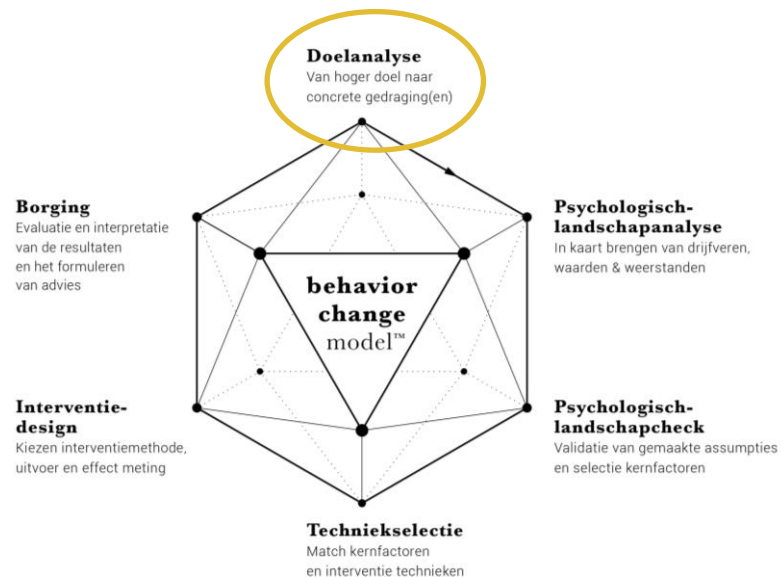 Doelanalyse
Van hoger doel naar
concrete gedraging(en)
Psychologisch-
landschapanalyse
In kaart brengen van drijfveren,
waarden & weerstanden
Psychologisch-
landschapcheck
Validatie van gemaakte assumpties
en selectie kernfactoren
Techniekselectie
Match kernfactoren
en interventie technieken
Interventie-
design
Kiezen interventiemethode,
uitvoer en effect meting
Borging
Evaluatie en interpretatie
van de resultaten
en het formuleren
van advies
behavior
change
model™